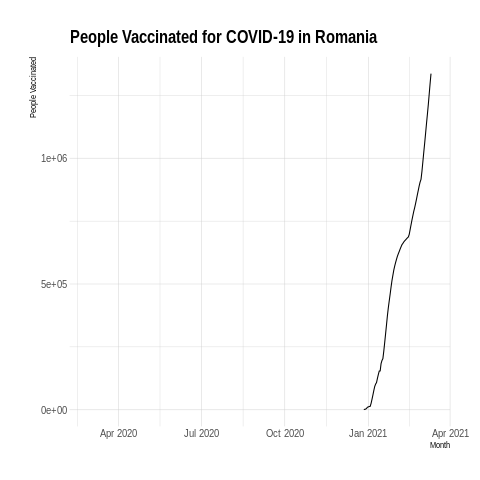 People Vaccinated for COVID-19 in Romania
People Vaccinated
1e+06
5e+05
0e+00
Apr 2020
Jul 2020
Oct 2020
Jan 2021
Apr 2021
Month